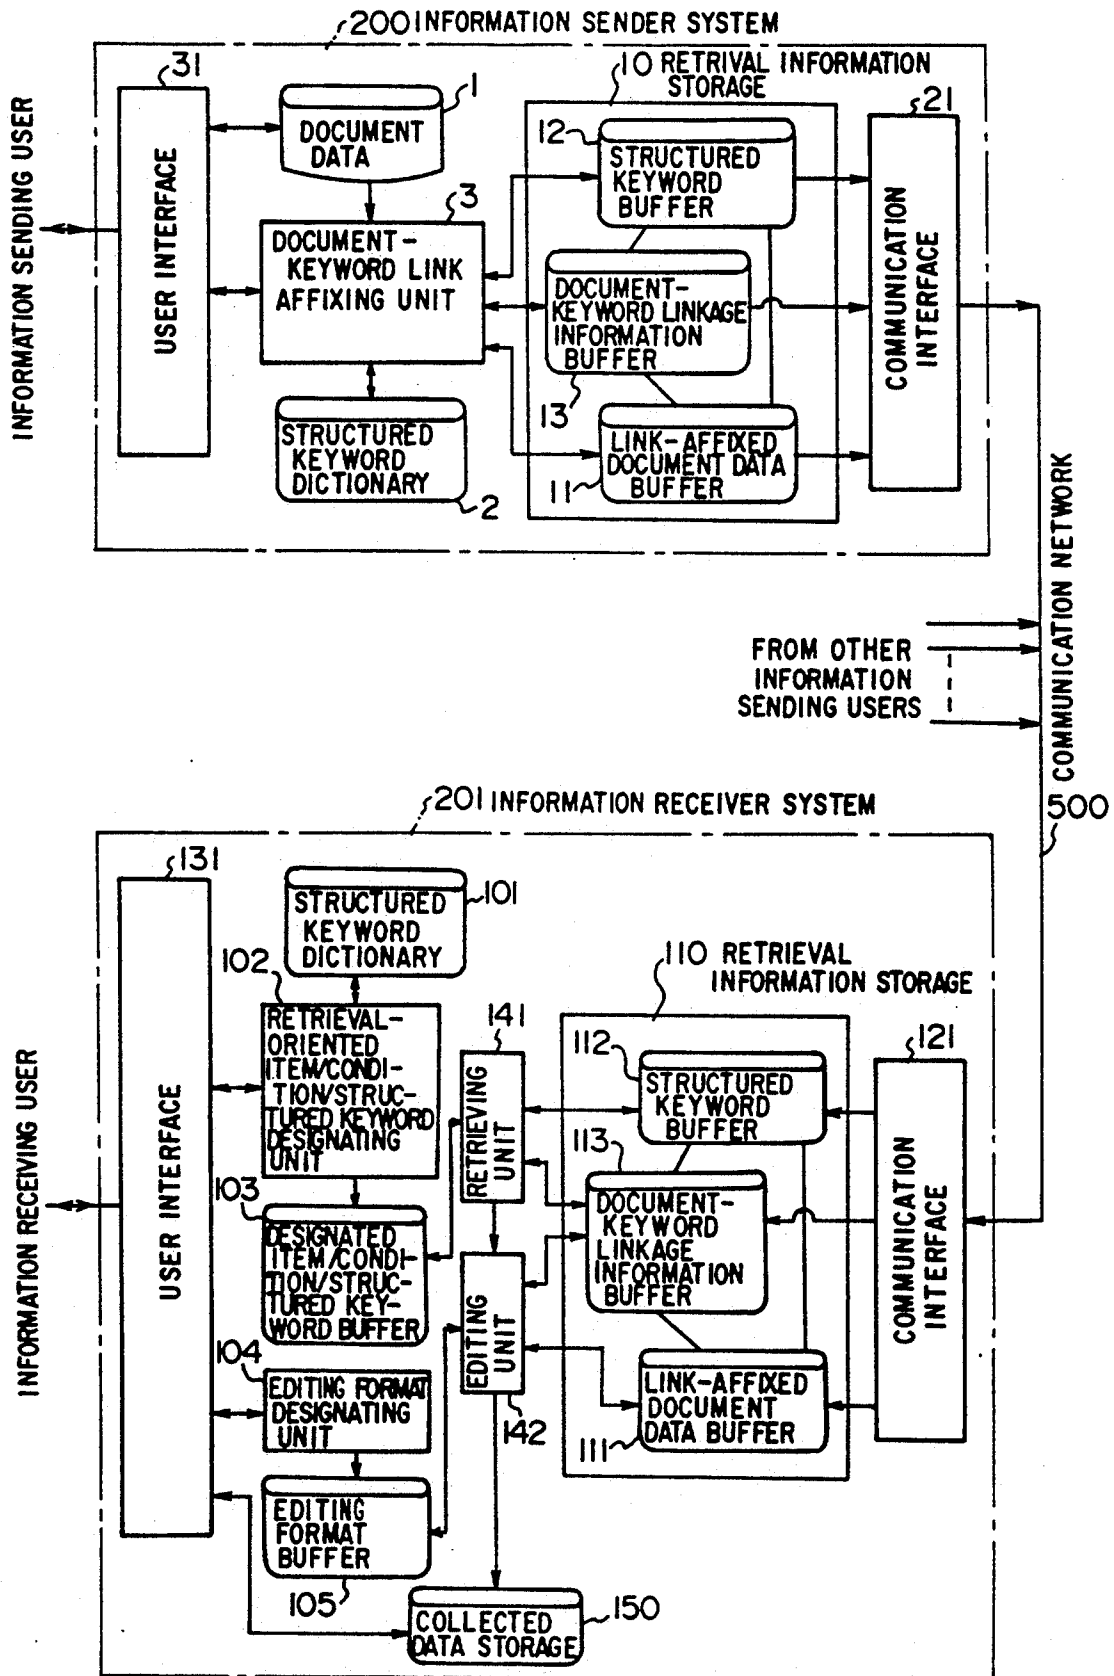 200 INFORMATION SENDER SYSTEM
31
1
10 RETRIVAL INFORMATION
STORAGE
21
INFORMATION SENDING USER
USER INTERFACE
DOCUMENT
DATA
3
DOCUMENT-
KEYWORD LINK
AFFIXING UNIT
STRUCTURED
KEYWORD
DICTIONARY
2
12
STRUCTURED
KEYWORD
BUFFER
DOCUMENT-
KEYWORD LINKAGE
INFORMATION
BUFFER
13
LINK-AFFIXED
DOCUMENT DATA
BUFFER
11
COMMUNICATION
INTERFACE
COMMUNICATION NETWORK
FROM OTHER
INFORMATION
SENDING USERS
500
201 INFORMATION RECEIVER SYSTEM
131
INFORMATION RECEIVING USER
USER INTERFACE
STRUCTURED
KEYWORD
DICTIONARY
101
102
RETRIEVAL-
ORIENTED
ITEM/CONDI-
TION/STRUC-
TURED KEYWORD
DESIGNATING
UNIT
103
DESIGNATED
ITEM/CONDI-
TION/STRUC-
TURED KEY-
WORD BUFFER
104
EDITING FORMAT
DESIGNATING
UNIT
EDITING
FORMAT
BUFFER
105
141
RETRIEVING
UNIT
EDITING
UNIT
142
COLLECTED
DATA STORAGE
150
110 RETRIEVAL
INFORMATION STORAGE
112
STRUCTURED
KEYWORD
BUFFER
113
DOCUMENT-
KEYWORD
LINKAGE
INFORMATION
BUFFER
LINK-AFFIXED
DOCUMENT
DATA BUFFER
111
121
COMMUNICATION
INTERFACE